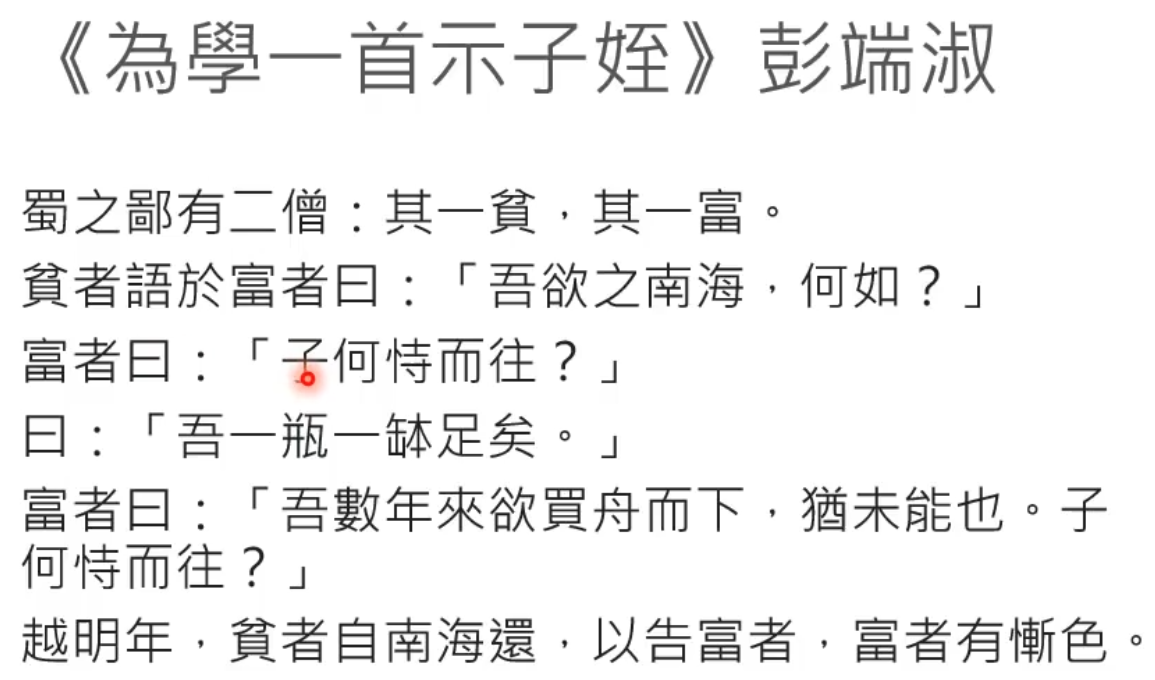 《為學一首示子姪》彭端淑
蜀之鄙有二僧：其一貧，其一富。
貧者語於富者曰：「吾欲之南海，何如？」
富者曰：「子何恃而往？」
曰：「吾一瓶一缽足矣。」
富者曰：「吾數年來欲買舟而下，猶未能也。子
何恃而往？」
越明年，貧者自南海還，以告富者，富者有慚色。